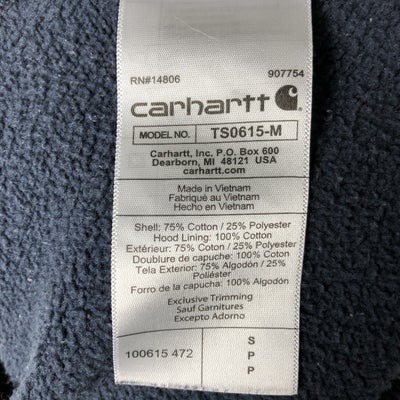 RN#14806 907754
carhartt
MODEL NO. TS0615-M
Carhartt, Inc. P.O. Box 600
Dearborn, MI 48121 USA
carhartt.com
Made in Vietnam
Fabriqué au Vietnam
Hecho en Vietnam
Shell: 75% Cotton / 25% Polyester
Hood Lining: 100% Cotton
Extérieur: 75% Coton / 25% Polyester
Doublure de capuche: 100% Coton
Tela Exterior: 75% Algodón / 25%
Poliéster
Forro de la capucha: 100% Algodón
Exclusive Trimming
Sauf Garnitures
Excepto Adorno
100615 472
S
P
P